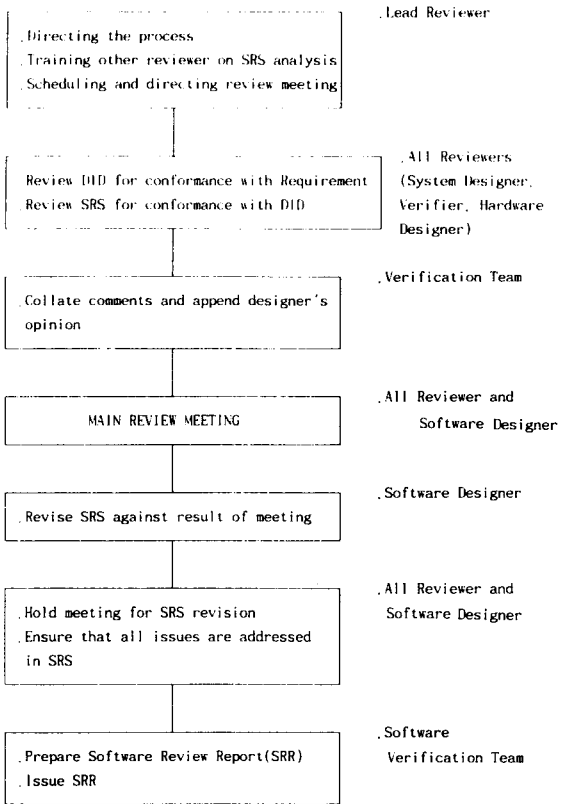 .Lead Reviewer
.Directing the process
.Training other reviewer on SRS analysis
.Scheduling and directing review meeting
.All Reviewers
Review DID for conformance with Requirement
(System Designer,
Review SRS for conformance with DID
Verifier, Hardware
Designer)
.Verification Team
.Collate comments and append designer's
opinion
.All Reviewer and
MAIN REVIEW MEETING
Software Designer
.Software Designer
.Revise SRS against result of meeting
.All Reviewer and
.Hold meeting for SRS revision
Software Designer
.Ensure that all issues are addressed
in SRS
.Software
.Prepare Software Review Report(SRR)
Verification Team
.Issue SRR